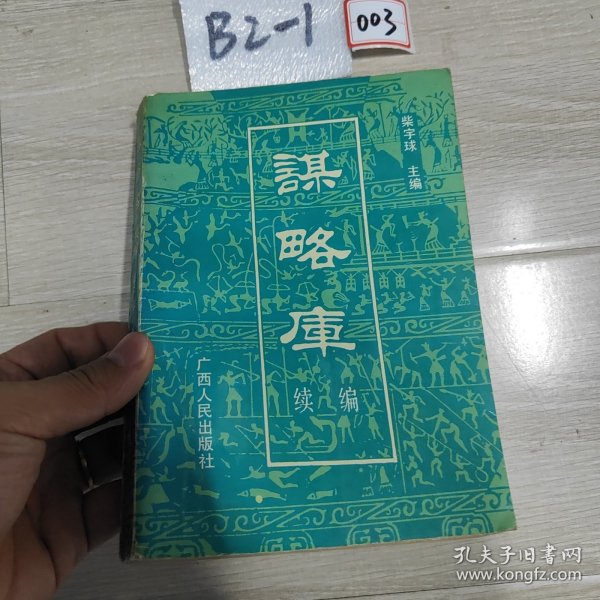 B2-1
003
柴宇球 主编
謀略庫
续编
广西人民出版社
孔夫子旧書网
www.kongfz.com